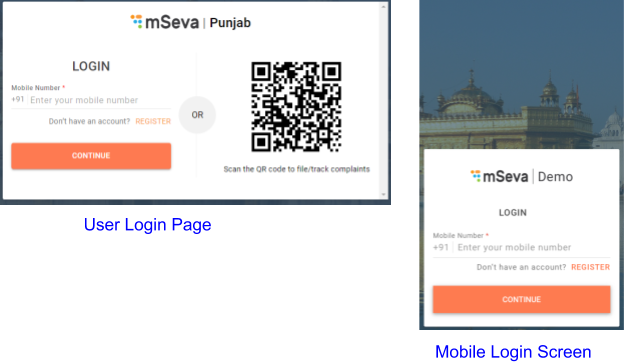 mSeva | Punjab
LOGIN
Mobile Number *
+91 Enter your mobile number
Don't have an account? REGISTER
CONTINUE
OR
Scan the QR code to file/track complaints
User Login Page
mSeva | Demo
LOGIN
Mobile Number *
+91 Enter your mobile number
Don't have an account? REGISTER
CONTINUE
Mobile Login Screen